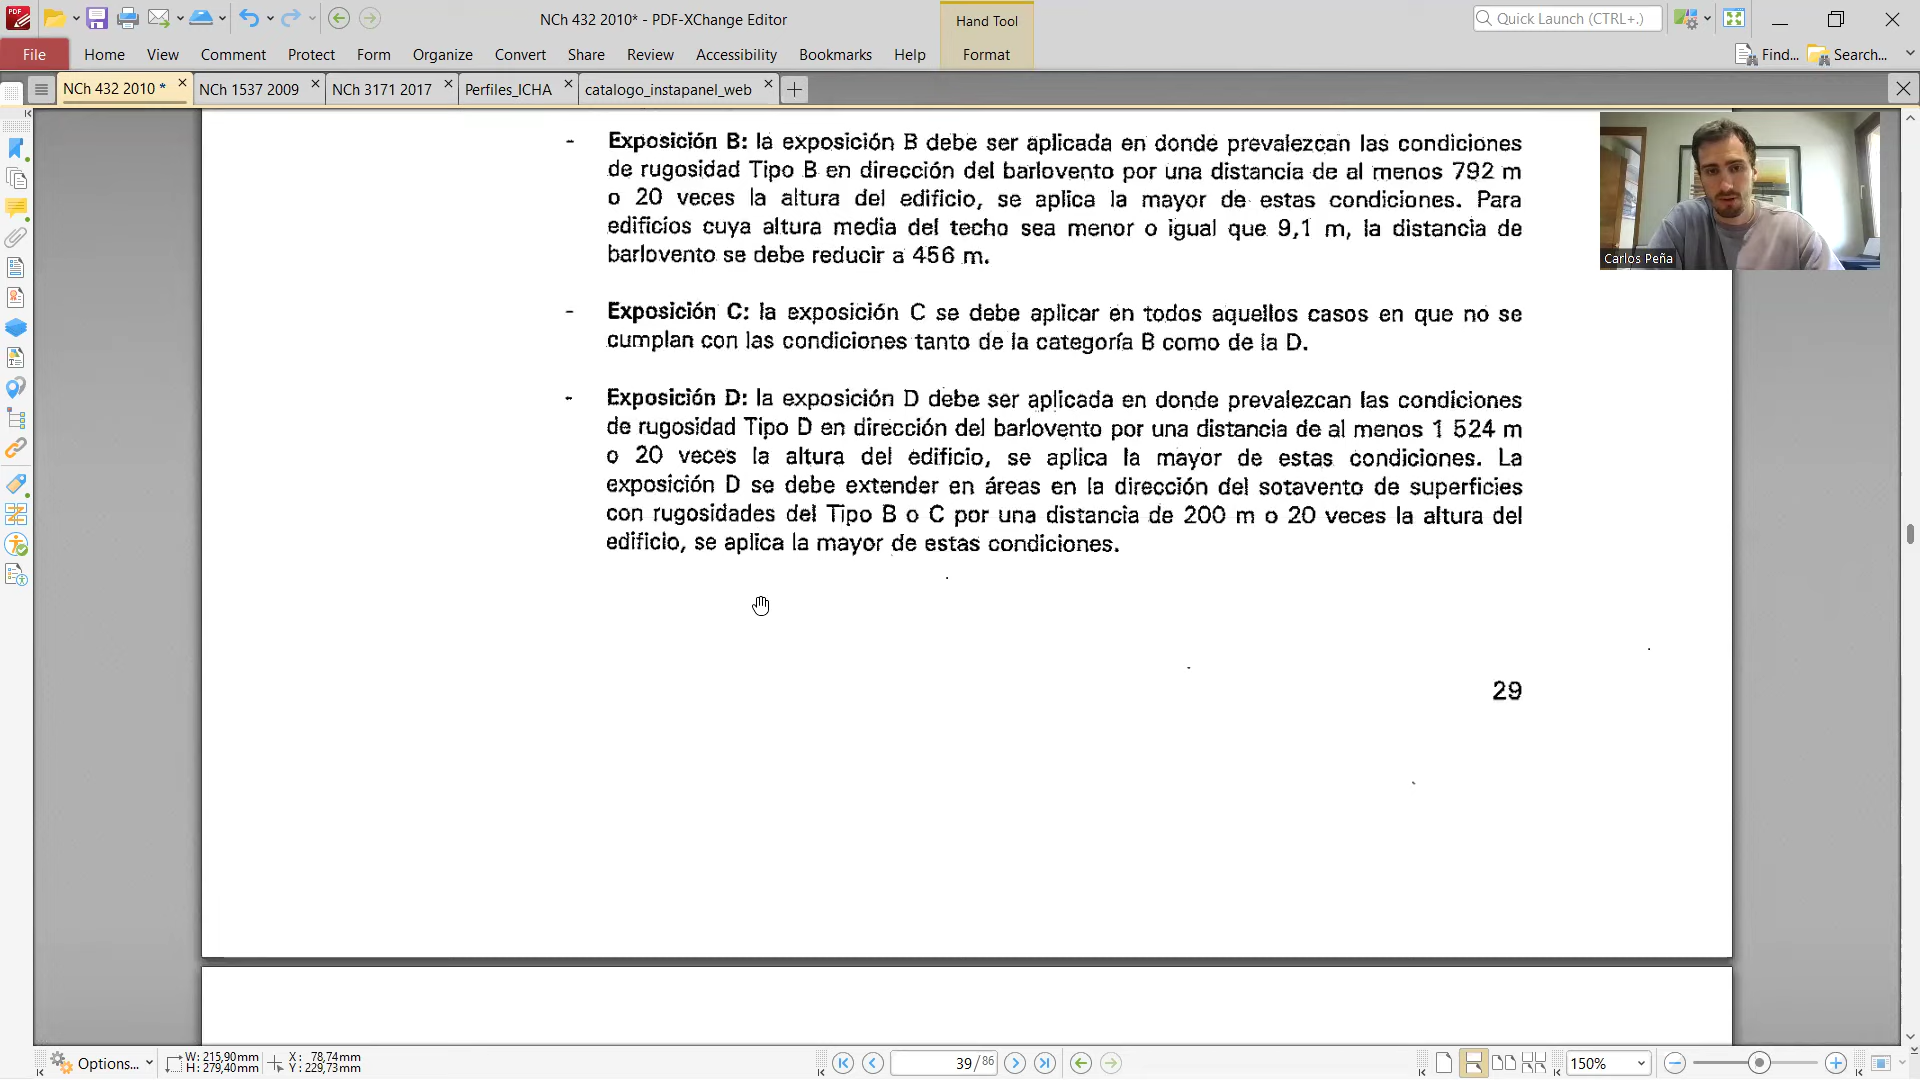 NCh 432 2010* - PDF-XChange Editor
Hand Tool
Quick Launch (CTRL+.)
File
Home
View
Comment
Protect
Form
Organize
Convert
Share
Review
Accessibility
Bookmarks
Help
Format
Find...
Search...
NCh 432 2010 *
NCh 1537 2009
NCh 3171 2017
Perfiles_ICHA
catalogo_instapanel_web
- Exposición B: la exposición B debe ser aplicada en donde prevalezcan las condiciones
de rugosidad Tipo B en dirección del barlovento por una distancia de al menos 792 m
o 20 veces la altura del edificio, se aplica la mayor de estas condiciones. Para
edificios cuya altura media del techo sea menor o igual que 9,1 m, la distancia de
barlovento se debe reducir a 456 m.
- Exposición C: la exposición C se debe aplicar en todos aquellos casos en que no se
cumplan con las condiciones tanto de la categoría B como de la D.
- Exposición D: la exposición D debe ser aplicada en donde prevalezcan las condiciones
de rugosidad Tipo D en dirección del barlovento por una distancia de al menos 1 524 m
o 20 veces la altura del edificio, se aplica la mayor de estas condiciones. La
exposición D se debe extender en áreas en la dirección del sotavento de superficies
con rugosidades del Tipo B o C por una distancia de 200 m o 20 veces la altura del
edificio, se aplica la mayor de estas condiciones.
29
Carlos Peña
Options...
W: 215,90mm
H: 279,40mm
X: 78,74mm
Y: 229,73mm
39 / 86
150%